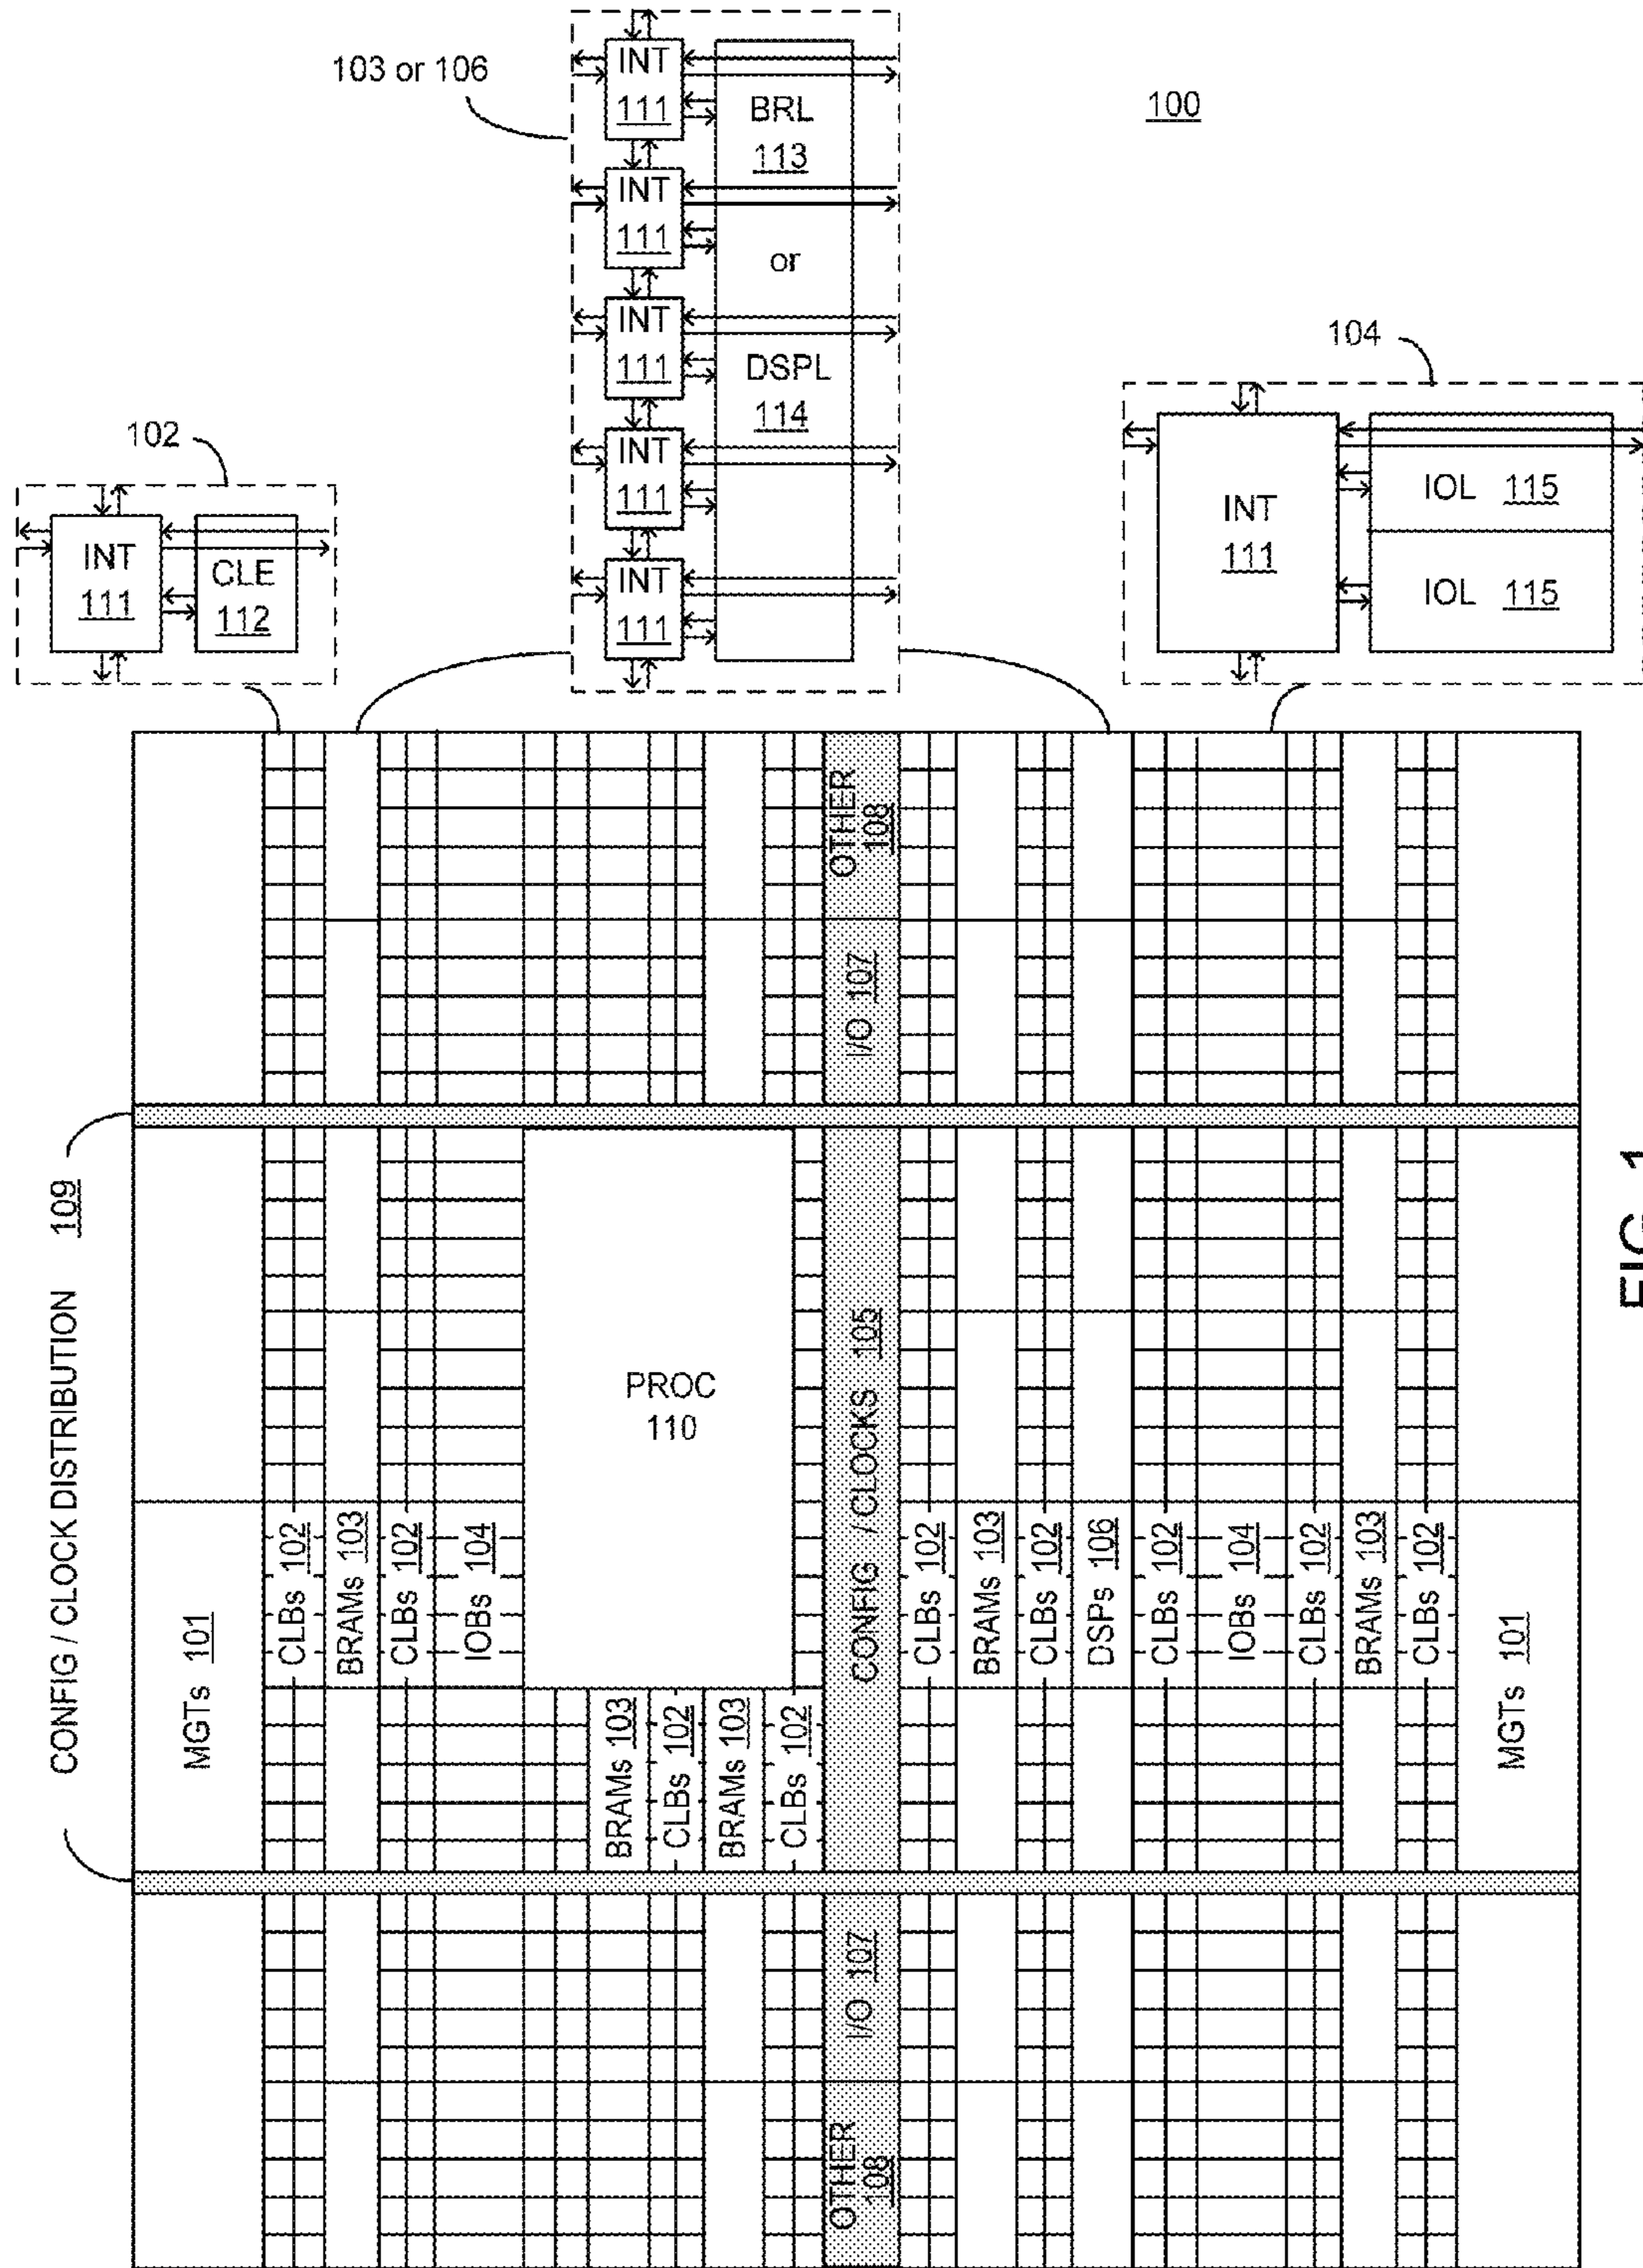 103 or 106
100
INT
111
INT
111
INT
111
INT
111
INT
111
BRL
113
or
DSPL
114
102
INT
111
CLE
112
104
INT
111
IOL 115
IOL 115
CONFIG / CLOCK DISTRIBUTION 109
OTHER
108
I/O 107
MGTs 101
CLBs 102
BRAMs 103
CLBs 102
IOBs 104
PROC
110
BRAMs 103
CLBs 102
BRAMs 103
CLBs 102
CONFIG / CLOCKS 105
CLBs 102
BRAMs 103
CLBs 102
DSPs 106
CLBs 102
IOBs 104
CLBs 102
BRAMs 103
CLBs 102
MGTs 101
I/O 107
OTHER
108
FIG. 1